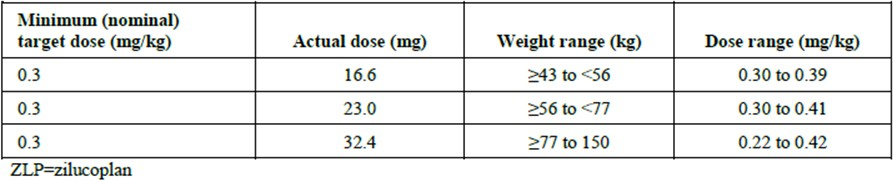 Minimum (nominal)
target dose (mg/kg) Actual dose (mg) Weight range (kg) Dose range (mg/kg)
0.3 16.6 ≥43 to <56 0.30 to 0.39
0.3 23.0 ≥56 to <77 0.30 to 0.41
0.3 32.4 ≥77 to 150 0.22 to 0.42
ZLP=zilucoplan